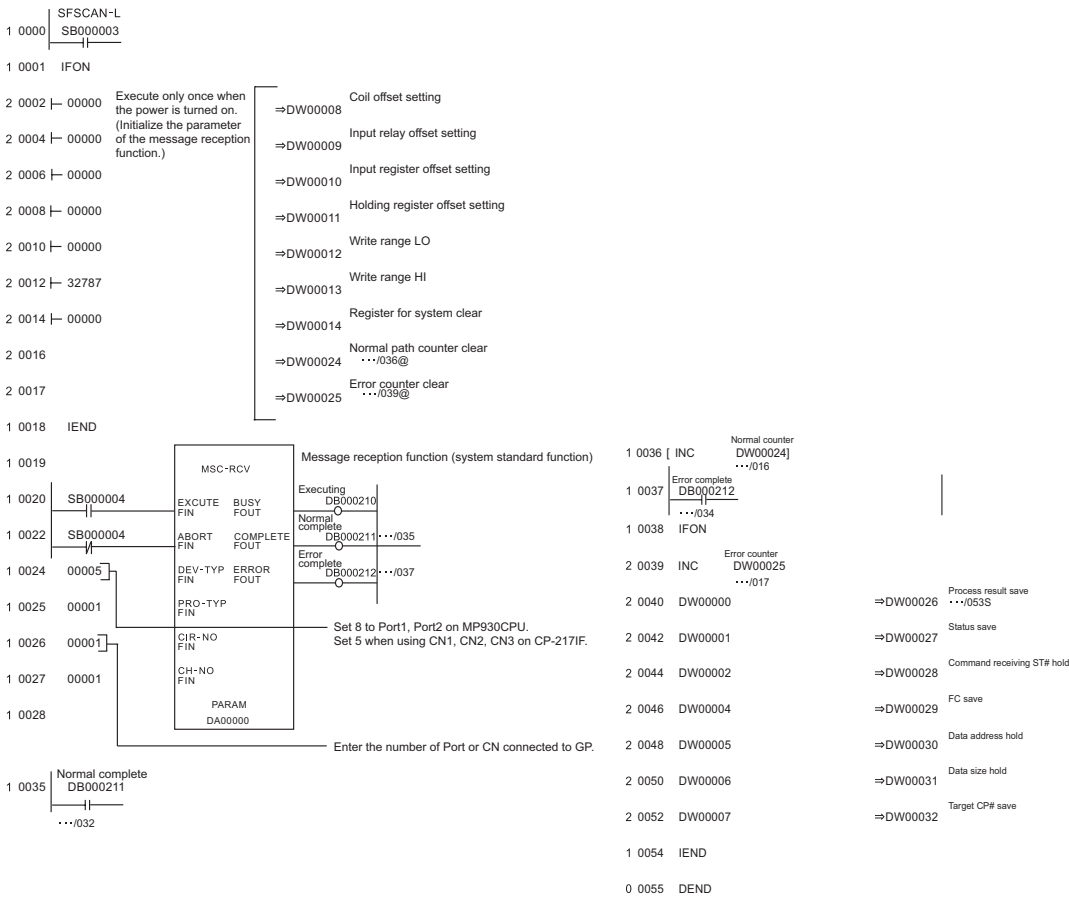 SFSCAN-L
1 0000 SB000003
1 0001 IFON
2 0002 00000
Execute only once when
the power is turned on.
(Initialize the parameter
of the message reception
function.)
⇒DW00008 Coil offset setting
2 0004 00000 ⇒DW00009 Input relay offset setting
2 0006 00000 ⇒DW00010 Input register offset setting
2 0008 00000 ⇒DW00011 Holding register offset setting
2 0010 00000 ⇒DW00012 Write range LO
2 0012 32787 ⇒DW00013 Write range HI
2 0014 00000 ⇒DW00014 Register for system clear
2 0016 ⇒DW00024 Normal path counter clear
···/036@
2 0017 ⇒DW00025 Error counter clear
···/039@
1 0018 IEND
1 0019
MSC-RCV
Message reception function (system standard function)
1 0020 SB000004
EXCUTE BUSY
FIN FOUT
Executing
DB000210
1 0022 SB000004
ABORT COMPLETE
FIN FOUT
Normal
complete
DB000211 ···/035
1 0024 00005
DEV-TYP ERROR
FIN FOUT
Error
complete
DB000212 ···/037
1 0025 00001
PRO-TYP
FIN
Set 8 to Port1, Port2 on MP930CPU.
Set 5 when using CN1, CN2, CN3 on CP-217IF.
1 0026 00001
CIR-NO
FIN
1 0027 00001
CH-NO
FIN
1 0028
PARAM
DA00000
Enter the number of Port or CN connected to GP.
1 0035
Normal complete
DB000211
···/032
Normal counter
1 0036 [ INC DW00024]
···/016
Error complete
1 0037 DB000212
···/034
1 0038 IFON
Error counter
2 0039 INC DW00025
···/017
2 0040 DW00000 ⇒DW00026 Process result save
···/053S
2 0042 DW00001 ⇒DW00027 Status save
2 0044 DW00002 ⇒DW00028 Command receiving ST# hold
2 0046 DW00004 ⇒DW00029 FC save
2 0048 DW00005 ⇒DW00030 Data address hold
2 0050 DW00006 ⇒DW00031 Data size hold
2 0052 DW00007 ⇒DW00032 Target CP# save
1 0054 IEND
0 0055 DEND